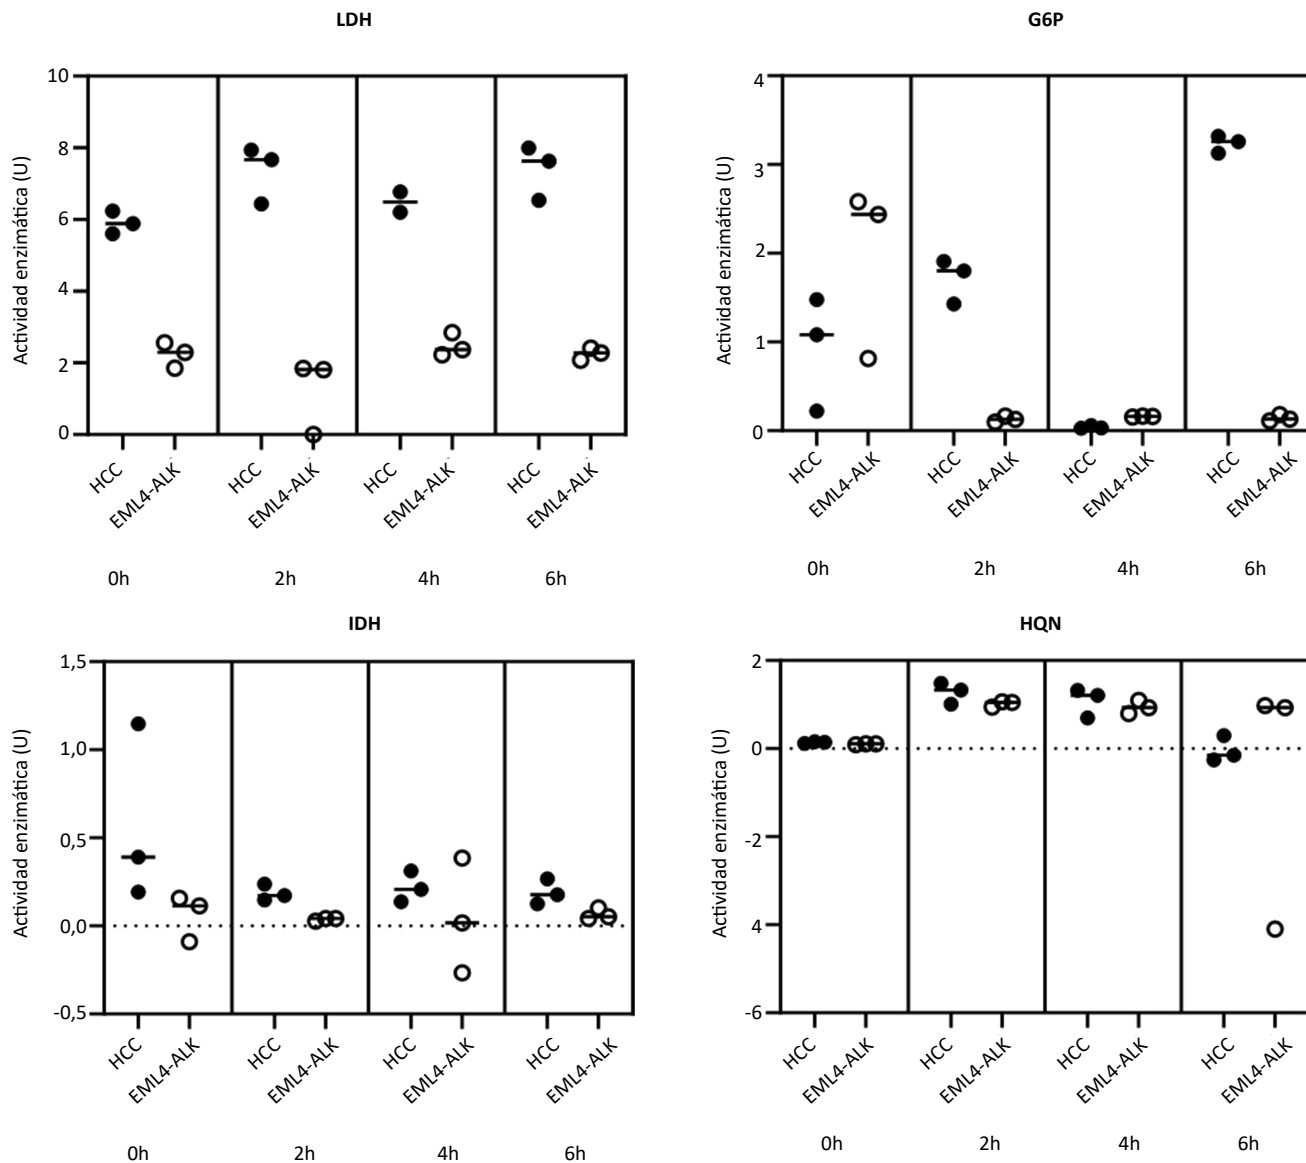 LDH
Actividad enzimática (U)
10
8
6
4
2
0
HCC
EML4-ALK
HCC
EML4-ALK
HCC
EML4-ALK
HCC
EML4-ALK
0h
2h
4h
6h
G6P
Actividad enzimática (U)
4
3
2
1
0
HCC
EML4-ALK
HCC
EML4-ALK
HCC
EML4-ALK
HCC
EML4-ALK
0h
2h
4h
6h
IDH
Actividad enzimática (U)
1,5
1,0
0,5
0,0
-0,5
HCC
EML4-ALK
HCC
EML4-ALK
HCC
EML4-ALK
HCC
EML4-ALK
0h
2h
4h
6h
HQN
Actividad enzimática (U)
2
0
-2
4
-6
HCC
EML4-ALK
HCC
EML4-ALK
HCC
EML4-ALK
HCC
EML4-ALK
0h
2h
4h
6h